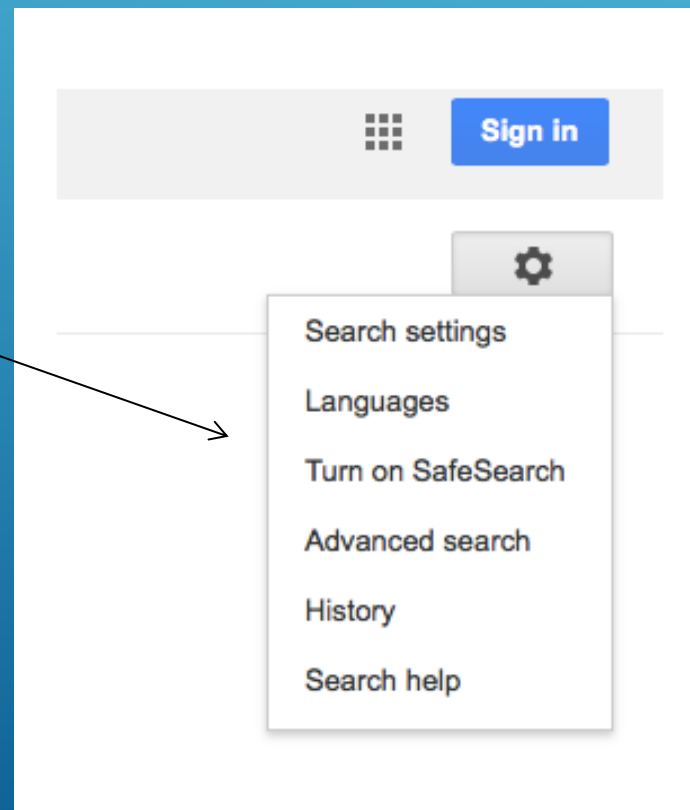 Sign in
Search settings
Languages
Turn on SafeSearch
Advanced search
History
Search help